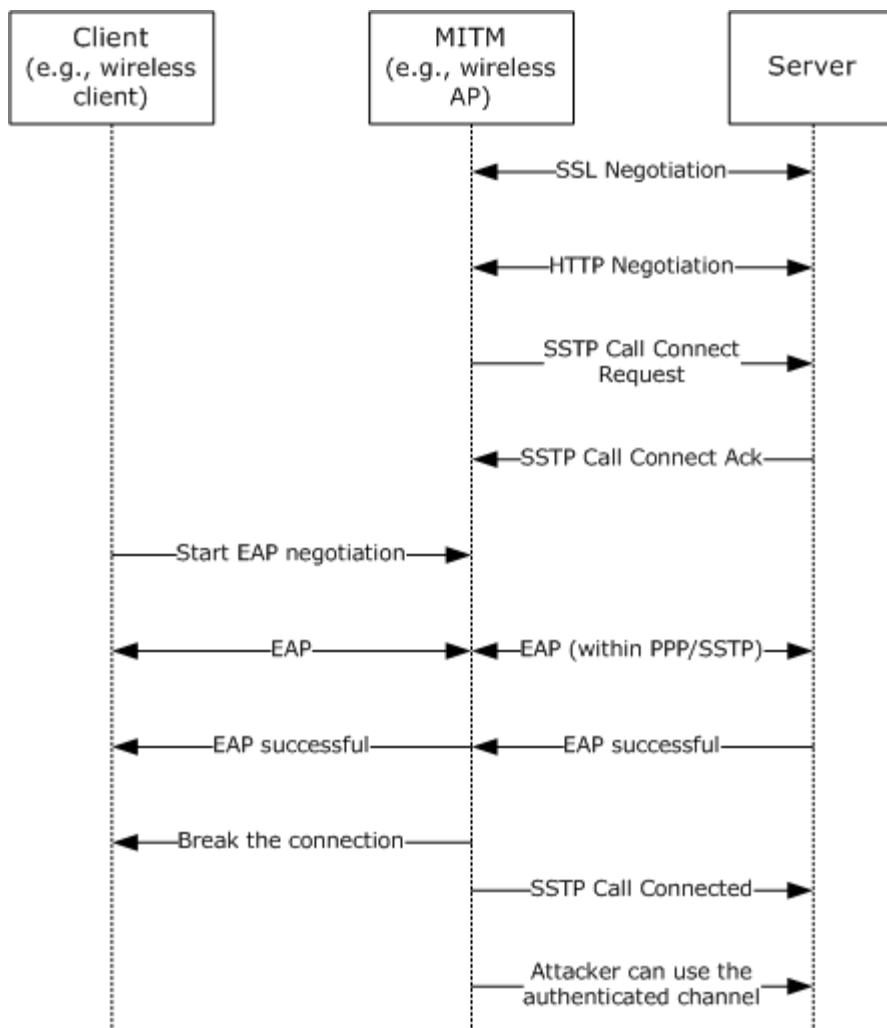 Client
(e.g., wireless
client)
MITM
(e.g., wireless
AP)
Server
SSL Negotiation
HTTP Negotiation
SSTP Call Connect
Request
SSTP Call Connect Ack
Start EAP negotiation
EAP
EAP (within PPP/SSTP)
EAP successful
EAP successful
Break the connection
SSTP Call Connected
Attacker can use the
authenticated channel